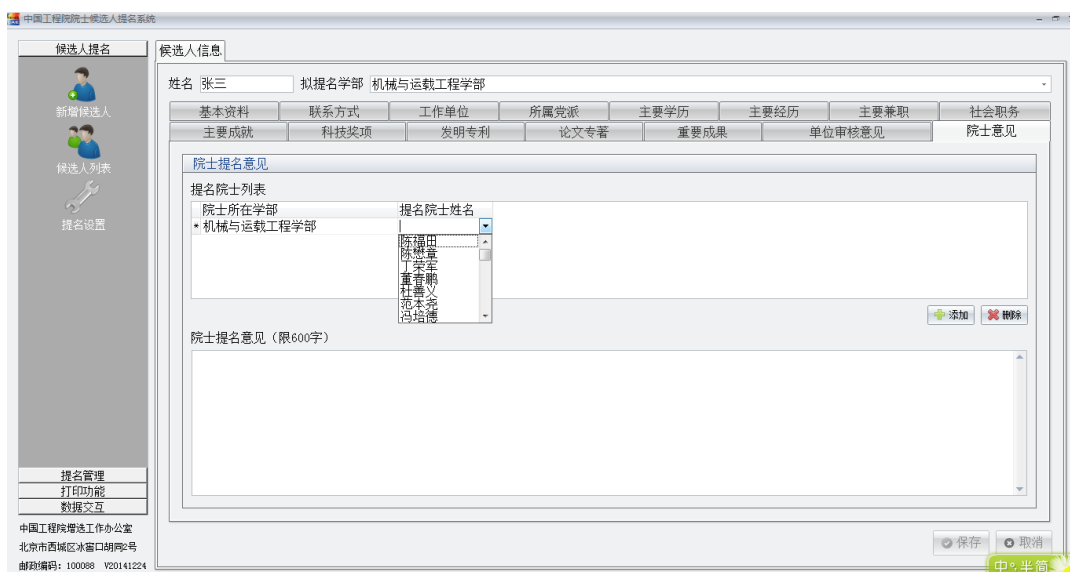 中国工程院院士候选人提名系统
候选人提名
候选人信息
新增候选人
候选人列表
提名设置
姓名 张三 拟提名学部 机械与运载工程学部
基本资料 联系方式 工作单位 所属党派 主要学历 主要经历 主要兼职 社会职务
主要成就 科技奖项 发明专利 论文专著 重要成果 单位审核意见 院士意见
院士提名意见
提名院士列表
院士所在学部 提名院士姓名
* 机械与运载工程学部
陈福田
陈懋章
丁荣军
董春鹏
杜善义
范本尧
冯培德
添加 删除
院士提名意见（限600字）
提名管理
打印功能
数据交互
中国工程院增选工作办公室
北京市西城区冰窖口胡同2号
邮政编码：100088 V20141224
保存 取消
中 半 简